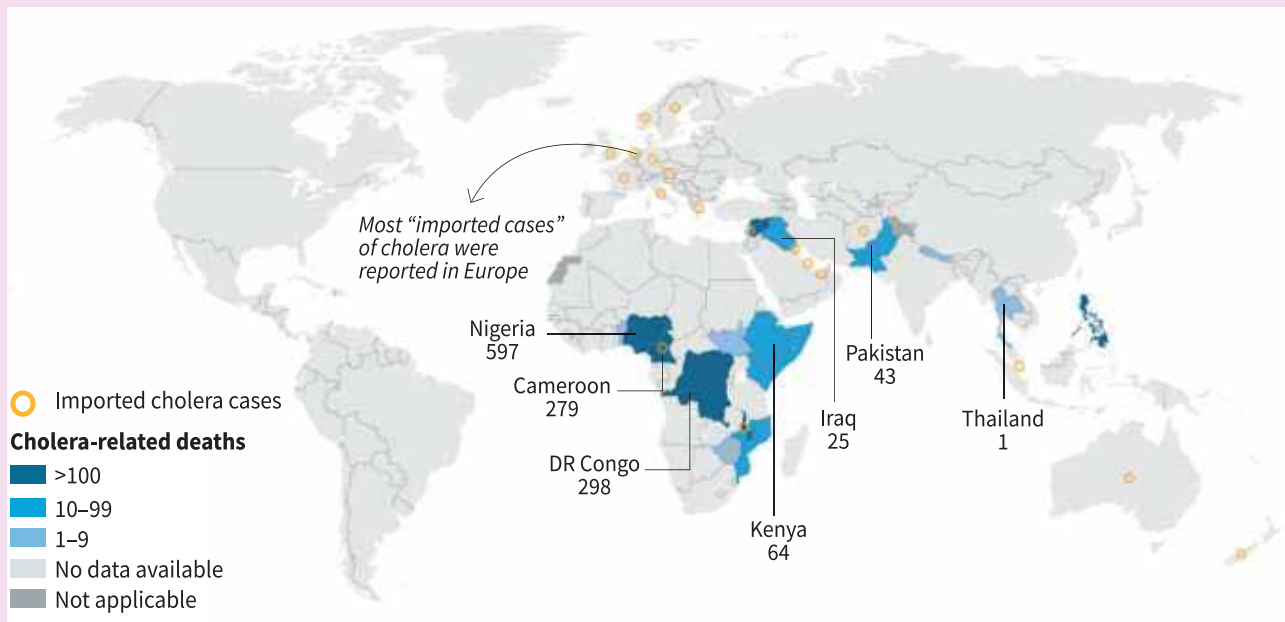 Most “imported cases”
of cholera were
reported in Europe
Nigeria
597
Cameroon
279
DR Congo
298
Kenya
64
Iraq
25
Pakistan
43
Thailand
1
Imported cholera cases
Cholera-related deaths
>100
10–99
1–9
No data available
Not applicable